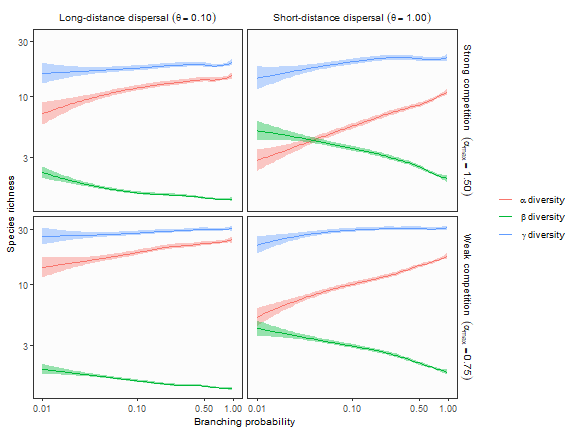 Long-distance dispersal (θ = 0.10)
Short-distance dispersal (θ = 1.00)
Strong competition (αmax = 1.50)
Weak competition (αmax = 0.75)
Species richness
30
10
3
30
10
3
0.01 0.10 0.50 1.00
0.01 0.10 0.50 1.00
Branching probability
α diversity
β diversity
γ diversity